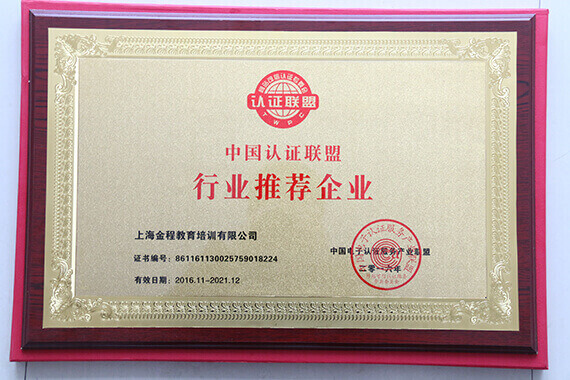 认证联盟
TWPC
中国认证联盟
行业推荐企业
上海金程教育培训有限公司
证书编号：861161130025759018224
有效日期：2016.11-2021.12
中国电子认证服务产业联盟
二零一六年